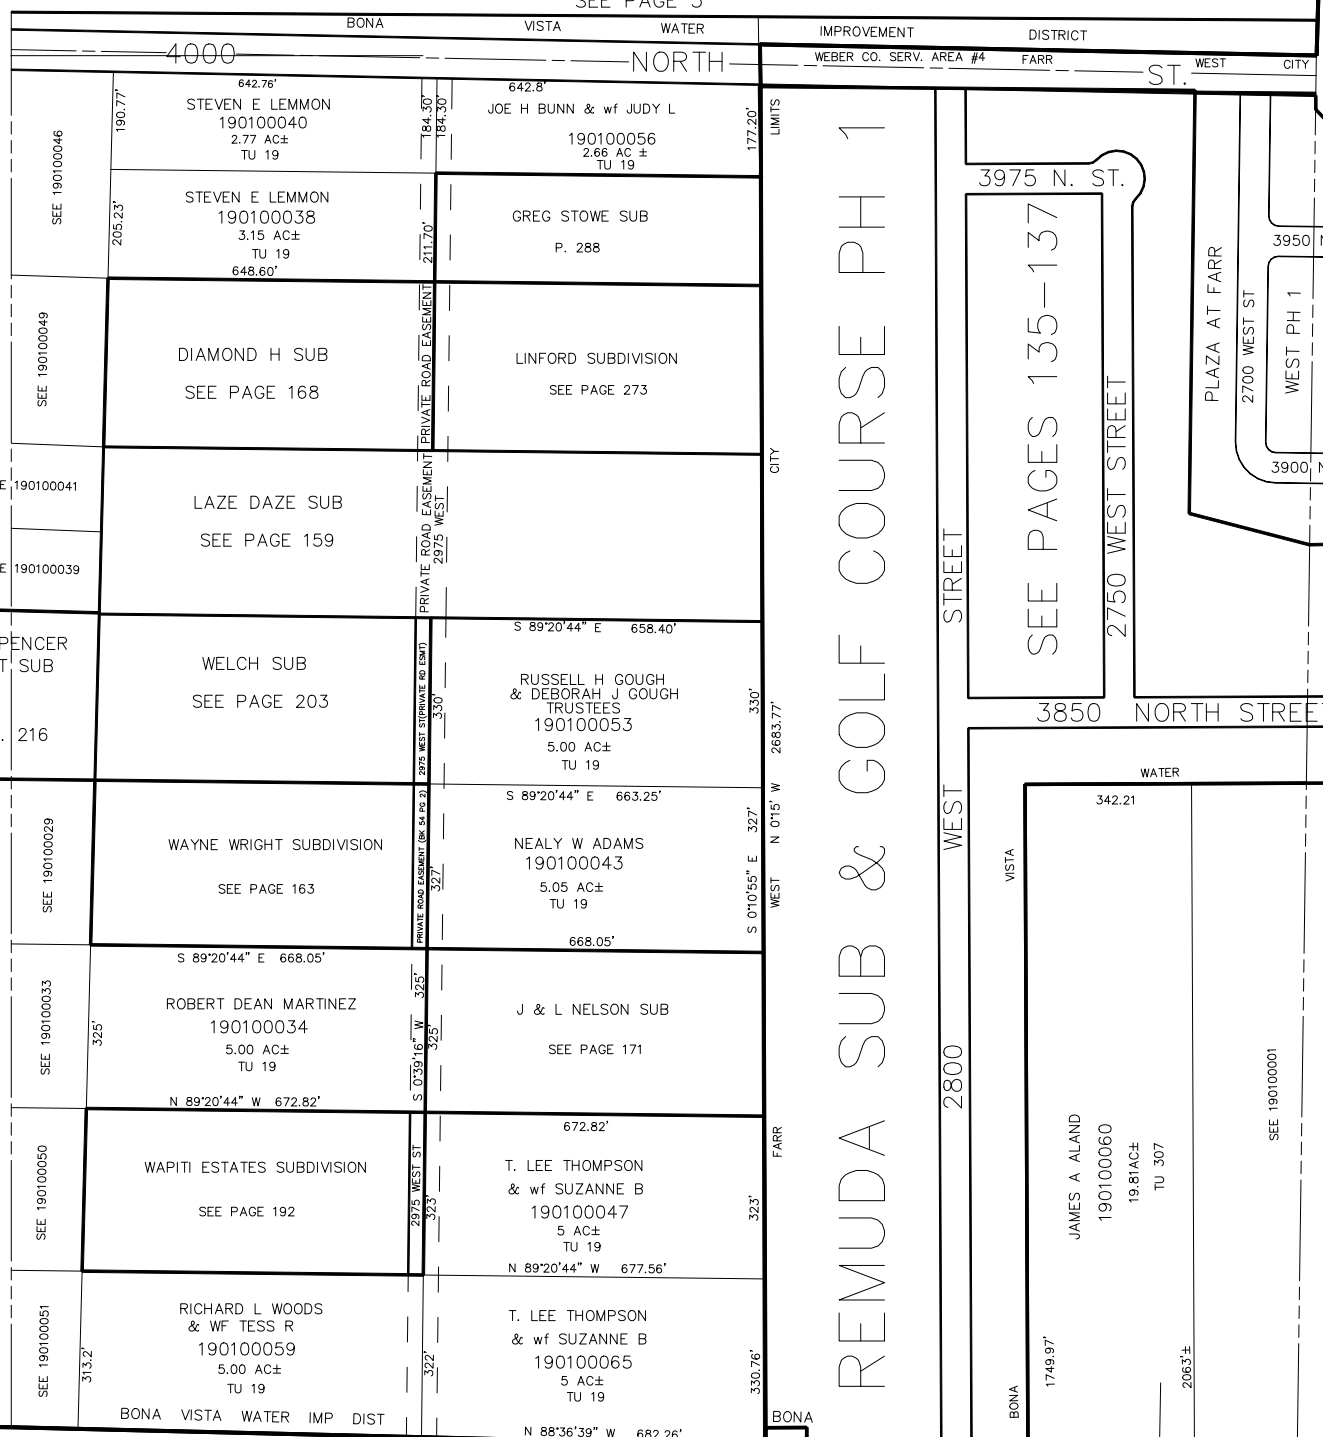 SEE PAGE 5
BONA VISTA WATER IMPROVEMENT DISTRICT
4000 NORTH ST.
WEBER CO. SERV. AREA #4 FARR WEST CITY
LIMITS
SEE 190100046
190.77'
642.76'
STEVEN E LEMMON
190100040
2.77 AC±
TU 19
184.30'
184.30'
642.8'
JOE H BUNN & wf JUDY L
190100056
2.66 AC ±
TU 19
177.20'
205.23'
STEVEN E LEMMON
190100038
3.15 AC±
TU 19
648.60'
211.70'
GREG STOWE SUB
P. 288
SEE 190100049
DIAMOND H SUB
SEE PAGE 168
PRIVATE ROAD EASEMENT
LINFORD SUBDIVISION
SEE PAGE 273
E 190100041
E 190100039
LAZE DAZE SUB
SEE PAGE 159
PRIVATE ROAD EASEMENT
2975 WEST
CITY
PENCER
T SUB
. 216
WELCH SUB
SEE PAGE 203
2975 WEST ST(PRIVATE RD ESMT)
330'
S 89°20'44" E 658.40'
RUSSELL H GOUGH
& DEBORAH J GOUGH
TRUSTEES
190100053
5.00 AC±
TU 19
330'
2683.77'
N 0°15' W
WEST
SEE 190100029
WAYNE WRIGHT SUBDIVISION
SEE PAGE 163
PRIVATE ROAD EASEMENT (BK 54 PG 2)
327'
S 89°20'44" E 663.25'
NEALY W ADAMS
190100043
5.05 AC±
TU 19
668.05'
S 0°10'55" E 327'
SEE 190100033
325'
S 89°20'44" E 668.05'
ROBERT DEAN MARTINEZ
190100034
5.00 AC±
TU 19
N 89°20'44" W 672.82'
S 0°39'16" W 325'
325'
J & L NELSON SUB
SEE PAGE 171
SEE 190100050
WAPITI ESTATES SUBDIVISION
SEE PAGE 192
2975 WEST ST
323'
672.82'
T. LEE THOMPSON
& wf SUZANNE B
190100047
5 AC±
TU 19
N 89°20'44" W 677.56'
323'
FARR
SEE 190100051
313.2'
RICHARD L WOODS
& WF TESS R
190100059
5.00 AC±
TU 19
BONA VISTA WATER IMP DIST
322'
T. LEE THOMPSON
& wf SUZANNE B
190100065
5 AC±
TU 19
N 88°36'39" W 682.26'
330.76'
BONA
REMUDA SUB & GOLF COURSE PH 1
2800 WEST STREET
3975 N. ST.
SEE PAGES 135-137
2750 WEST STREET
PLAZA AT FARR
2700 WEST ST
WEST PH 1
3950 N
3900 N
3850 NORTH STREET
WATER
342.21
VISTA
BONA
JAMES A ALAND
190100060
19.81AC±
TU 307
1749.97'
2063'±
SEE 190100001